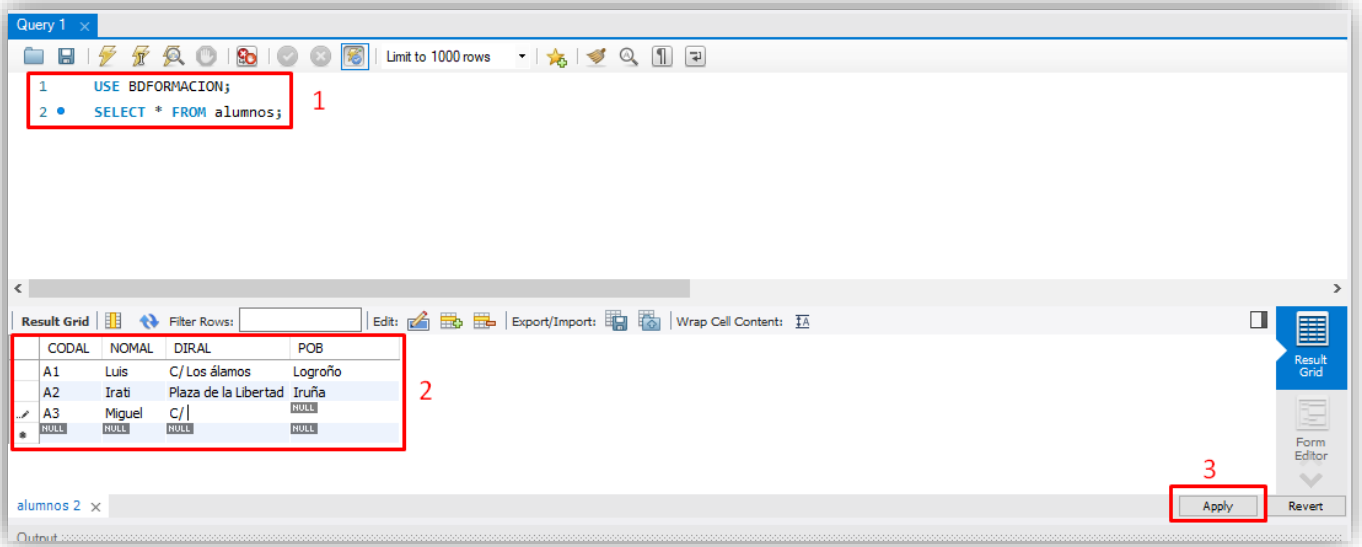 Query 1
Limit to 1000 rows
1 USE BDFORMACION;
2 SELECT * FROM alumnos;
1
Result Grid Filter Rows: Edit: Export/Import: Wrap Cell Content: IA
CODAL NOMAL DIRAL POB
A1 Luis C/ Los álamos Logroño
A2 Irati Plaza de la Libertad Iruña
A3 Miguel C/ NULL
NULL NULL NULL NULL
2
Result
Grid
Form
Editor
3
alumnos 2
Apply Revert
Output